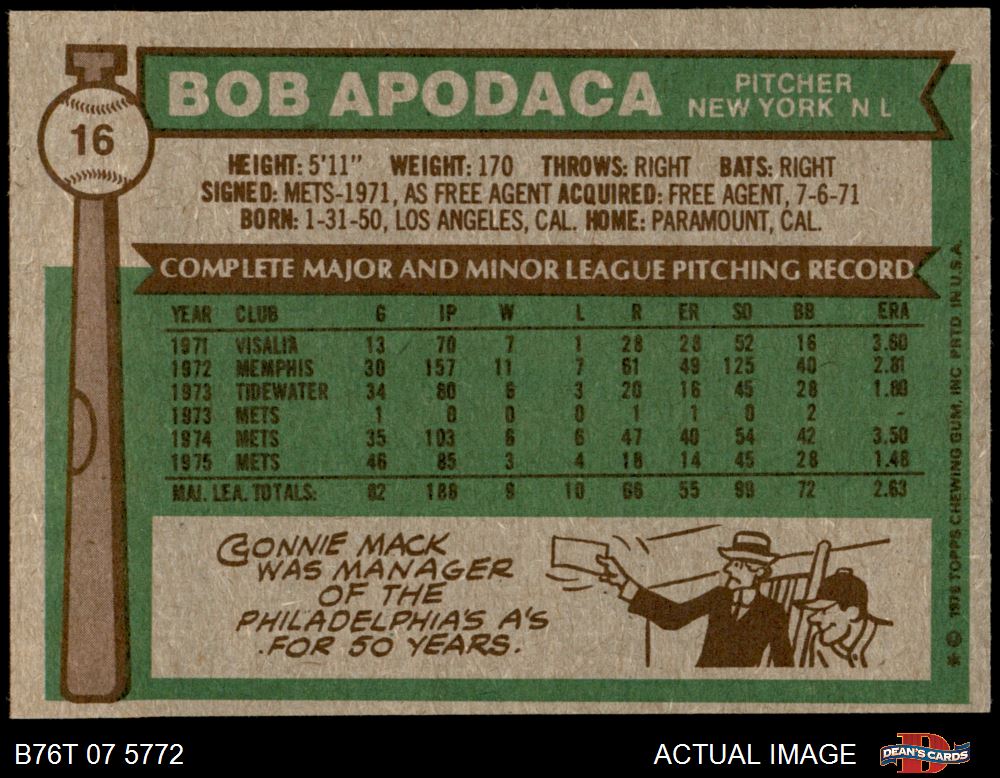 16
BOB APODACA
PITCHER
NEW YORK N L
HEIGHT: 5'11" WEIGHT: 170 THROWS: RIGHT BATS: RIGHT
SIGNED: METS-1971, AS FREE AGENT ACQUIRED: FREE AGENT, 7-6-71
BORN: 1-31-50, LOS ANGELES, CAL. HOME: PARAMOUNT, CAL.
COMPLETE MAJOR AND MINOR LEAGUE PITCHING RECORD
YEAR CLUB G IP W L R ER SO BB ERA
1971 VISALIA 13 70 7 1 28 28 52 16 3.60
1972 MEMPHIS 30 157 11 7 61 49 125 40 2.81
1973 TIDEWATER 34 80 6 3 20 16 45 28 1.80
1973 METS 1 0 0 0 1 1 0 2 -
1974 METS 35 103 6 6 47 40 54 42 3.50
1975 METS 46 85 3 4 18 14 45 28 1.48
MAJ. LEA. TOTALS: 82 188 9 10 66 55 99 72 2.63
CONNIE MACK
WAS MANAGER
OF THE
PHILADELPHIA'S A'S
FOR 50 YEARS.
* © 1976 TOPPS CHEWING GUM, INC PRTD. IN U.S.A.
B76T 07 5772
ACTUAL IMAGE
D
DEAN'S CARDS